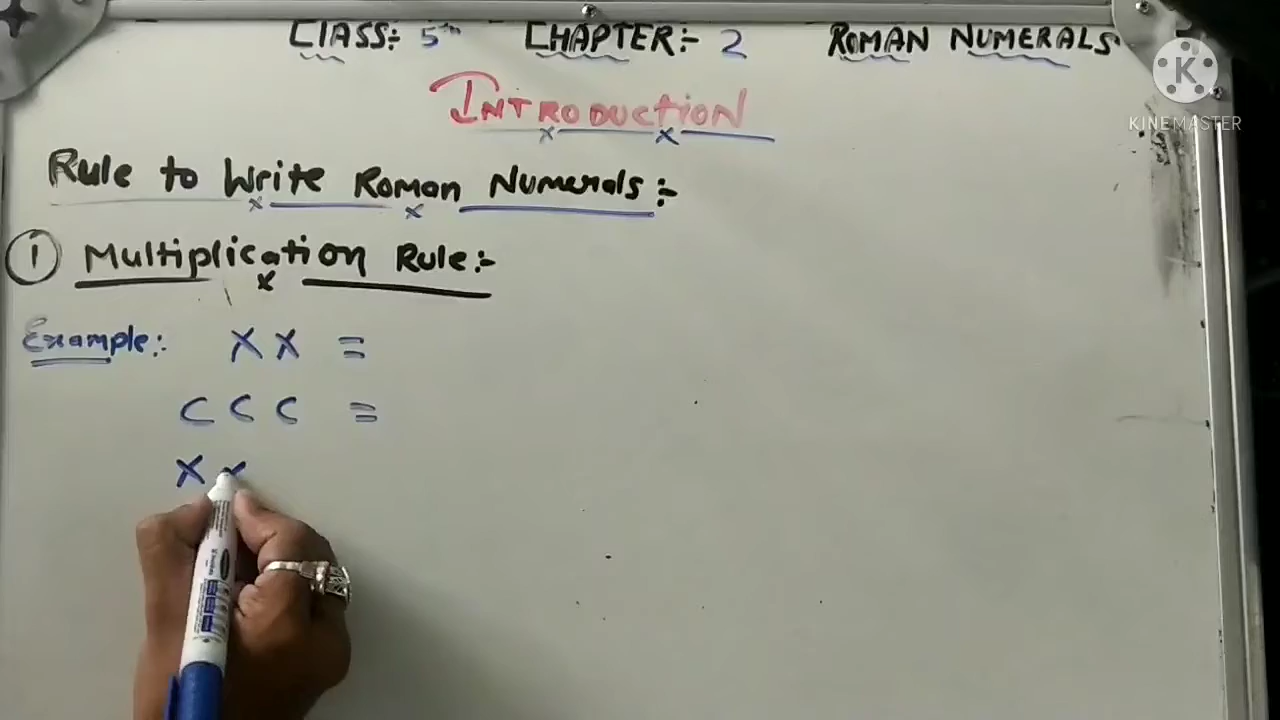 CLASS:- 5th CHAPTER:- 2 ROMAN NUMERALS
K
KINEMASTER
INTRODUCTION
Rule to Write Roman Numerals:-
1 Multiplication Rule:-
Example:- X X =
C C C =
X X